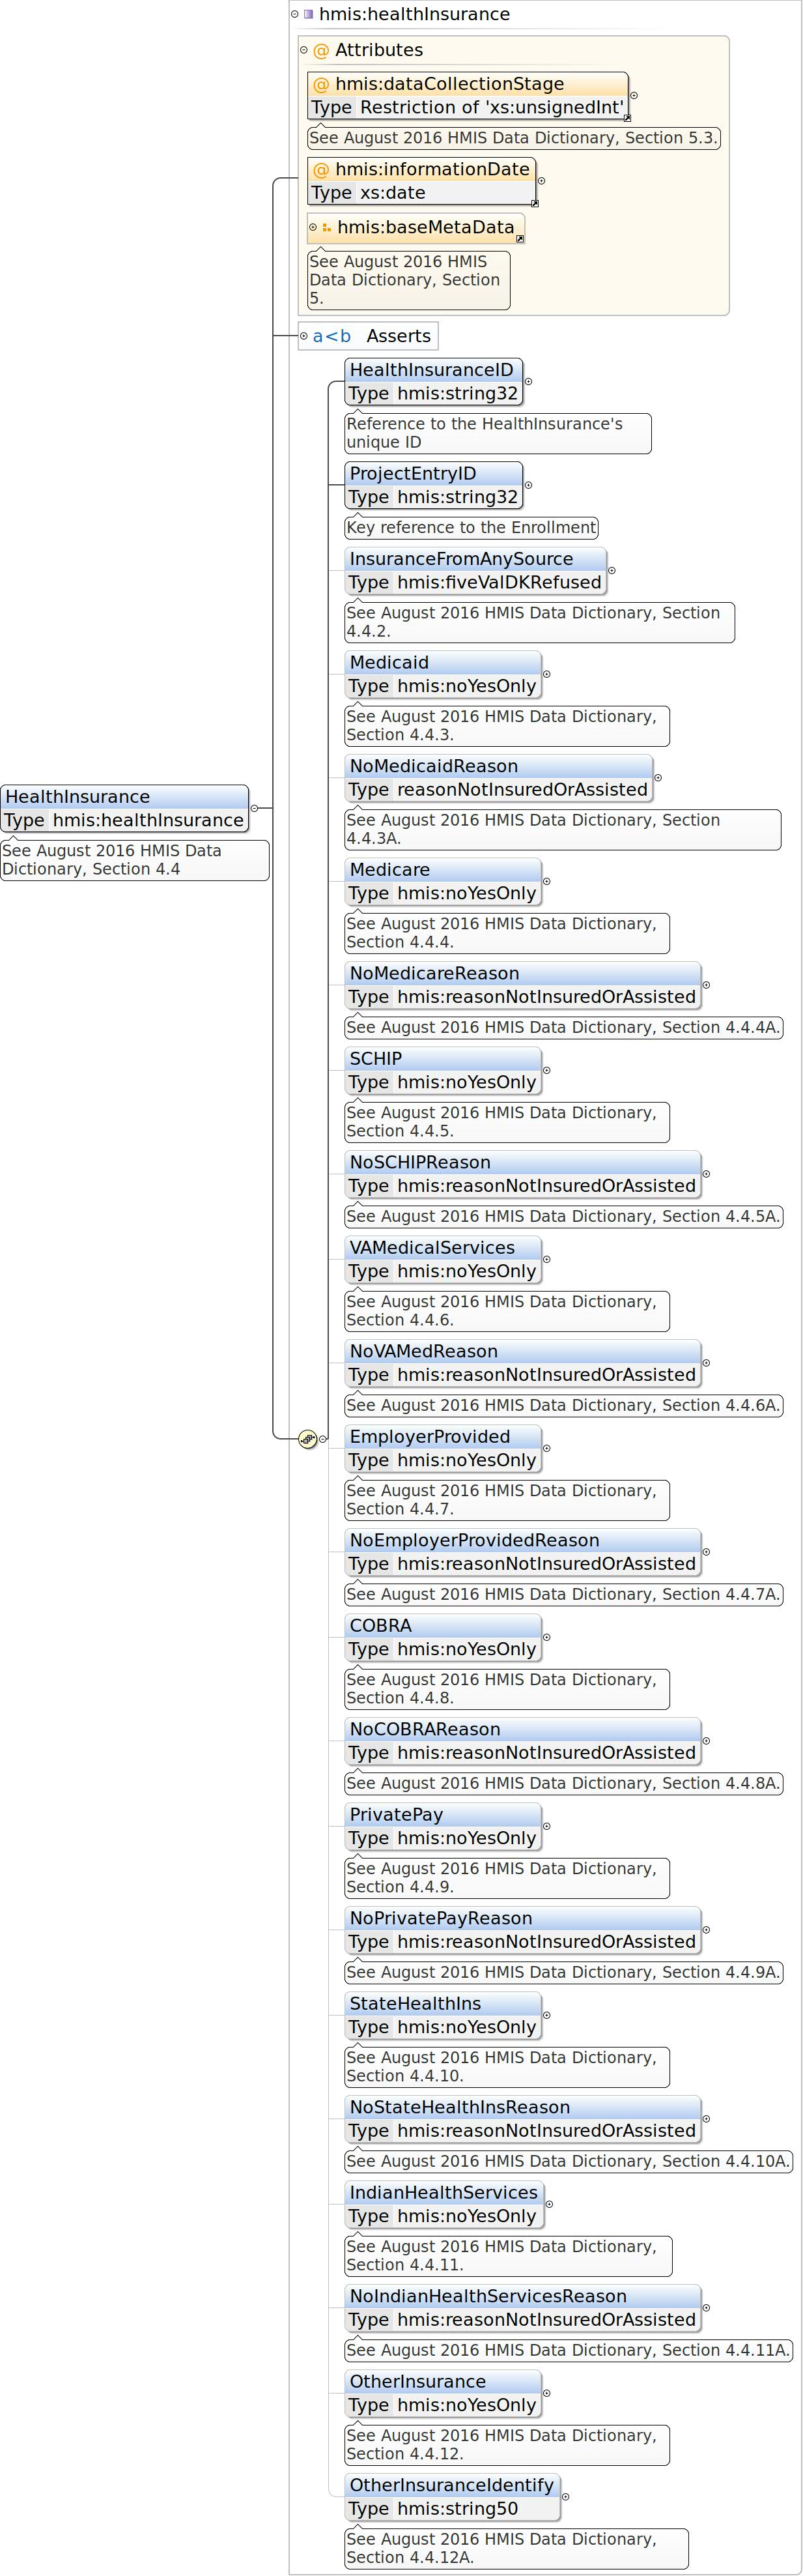 hmis:healthInsurance
@ Attributes
@ hmis:dataCollectionStage
Type Restriction of 'xs:unsignedInt'
See August 2016 HMIS Data Dictionary, Section 5.3.
@ hmis:informationDate
Type xs:date
hmis:baseMetaData
See August 2016 HMIS
Data Dictionary, Section
5.
a<b Asserts
HealthInsuranceID
Type hmis:string32
Reference to the HealthInsurance's
unique ID
ProjectEntryID
Type hmis:string32
Key reference to the Enrollment
InsuranceFromAnySource
Type hmis:fiveValDKRefused
See August 2016 HMIS Data Dictionary, Section
4.4.2.
Medicaid
Type hmis:noYesOnly
See August 2016 HMIS Data Dictionary,
Section 4.4.3.
NoMedicaidReason
Type reasonNotInsuredOrAssisted
See August 2016 HMIS Data Dictionary, Section
4.4.3A.
HealthInsurance
Type hmis:healthInsurance
See August 2016 HMIS Data
Dictionary, Section 4.4
Medicare
Type hmis:noYesOnly
See August 2016 HMIS Data Dictionary,
Section 4.4.4.
NoMedicareReason
Type hmis:reasonNotInsuredOrAssisted
See August 2016 HMIS Data Dictionary, Section 4.4.4A.
SCHIP
Type hmis:noYesOnly
See August 2016 HMIS Data Dictionary,
Section 4.4.5.
NoSCHIPReason
Type hmis:reasonNotInsuredOrAssisted
See August 2016 HMIS Data Dictionary, Section 4.4.5A.
VAMedicalServices
Type hmis:noYesOnly
See August 2016 HMIS Data Dictionary,
Section 4.4.6.
NoVAMedReason
Type hmis:reasonNotInsuredOrAssisted
See August 2016 HMIS Data Dictionary, Section 4.4.6A.
EmployerProvided
Type hmis:noYesOnly
See August 2016 HMIS Data Dictionary,
Section 4.4.7.
NoEmployerProvidedReason
Type hmis:reasonNotInsuredOrAssisted
See August 2016 HMIS Data Dictionary, Section 4.4.7A.
COBRA
Type hmis:noYesOnly
See August 2016 HMIS Data Dictionary,
Section 4.4.8.
NoCOBRAReason
Type hmis:reasonNotInsuredOrAssisted
See August 2016 HMIS Data Dictionary, Section 4.4.8A.
PrivatePay
Type hmis:noYesOnly
See August 2016 HMIS Data Dictionary,
Section 4.4.9.
NoPrivatePayReason
Type hmis:reasonNotInsuredOrAssisted
See August 2016 HMIS Data Dictionary, Section 4.4.9A.
StateHealthIns
Type hmis:noYesOnly
See August 2016 HMIS Data Dictionary,
Section 4.4.10.
NoStateHealthInsReason
Type hmis:reasonNotInsuredOrAssisted
See August 2016 HMIS Data Dictionary, Section 4.4.10A.
IndianHealthServices
Type hmis:noYesOnly
See August 2016 HMIS Data Dictionary,
Section 4.4.11.
NoIndianHealthServicesReason
Type hmis:reasonNotInsuredOrAssisted
See August 2016 HMIS Data Dictionary, Section 4.4.11A.
OtherInsurance
Type hmis:noYesOnly
See August 2016 HMIS Data Dictionary,
Section 4.4.12.
OtherInsuranceIdentify
Type hmis:string50
See August 2016 HMIS Data Dictionary,
Section 4.4.12A.